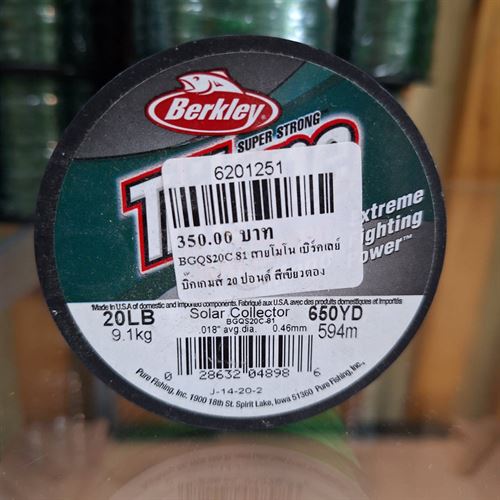 Berkley
SUPER STRONG
6201251
350.00 บาท
BGQS20C 81 สายโมโน เบิร์คเลย์
บิ๊กเกมส์ 20 ปอนด์ สีเขียวตอง
Extreme
Fighting
Power™
*Made in U.S.A of domestic and imported components. Fabriqué aux U.S.A. avec des produits domestiques et importés
20LB Solar Collector 650YD
BGQS20C-81
9.1kg .018" avg.dia. 0.46mm 594m
0 28632 04898 6
J-14-20-2
Pure Fishing, Inc. 1900 18th St. Spirit Lake, Iowa 51360 Pure Fishing, Inc.